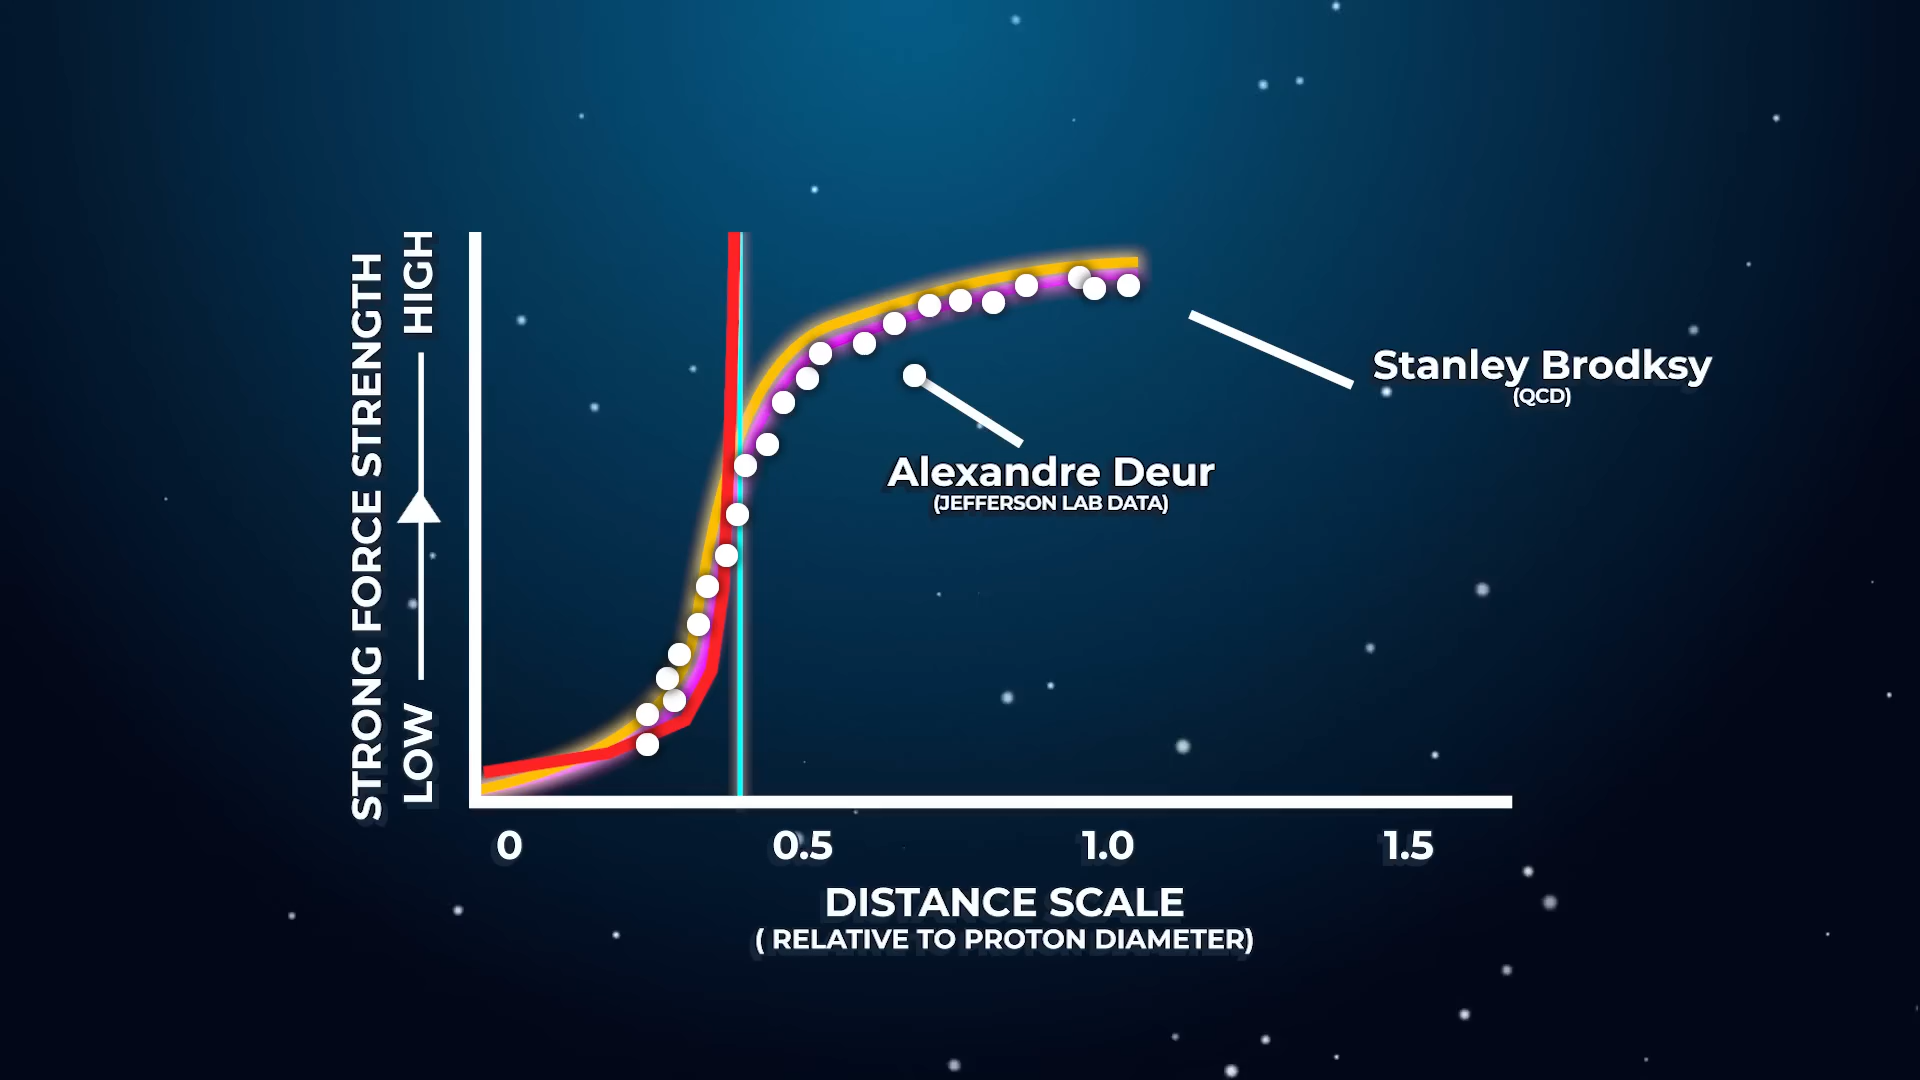 STRONG FORCE STRENGTH
LOW
HIGH
Stanley Brodksy
(QCD)
Alexandre Deur
(JEFFERSON LAB DATA)
0 0.5 1.0 1.5
DISTANCE SCALE
( RELATIVE TO PROTON DIAMETER)